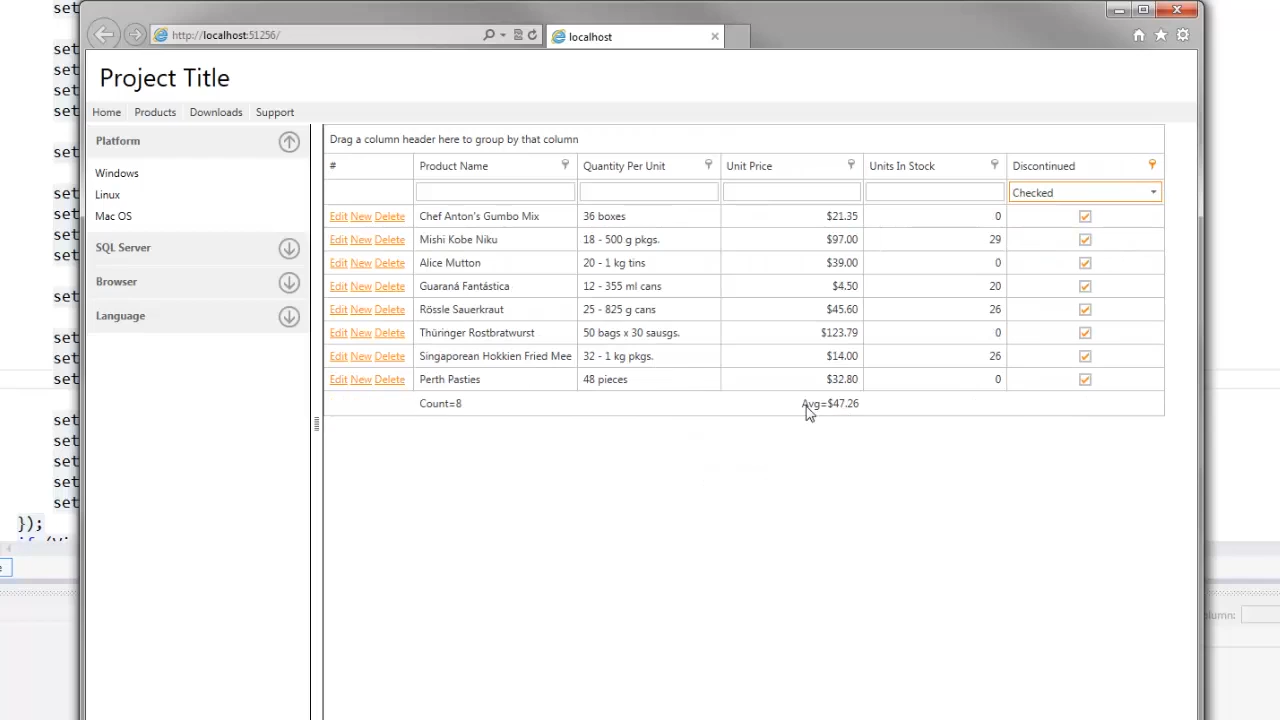 set
http://localhost:51256/
localhost
set
Project Title
set
set
set
Home Products Downloads Support
Platform
Drag a column header here to group by that column
set
# Product Name Quantity Per Unit Unit Price Units In Stock Discontinued
Windows
Linux
Mac OS
Checked
set
set
set
set
Edit New Delete Chef Anton's Gumbo Mix 36 boxes $21.35 0
Edit New Delete Mishi Kobe Niku 18 - 500 g pkgs. $97.00 29
SQL Server
Edit New Delete Alice Mutton 20 - 1 kg tins $39.00 0
Browser
Edit New Delete Guaraná Fantástica 12 - 355 ml cans $4.50 20
set
Edit New Delete Rössle Sauerkraut 25 - 825 g cans $45.60 26
Language
Edit New Delete Thüringer Rostbratwurst 50 bags x 30 sausgs. $123.79 0
set
Edit New Delete Singaporean Hokkien Fried Mee 32 - 1 kg pkgs. $14.00 26
set
Edit New Delete Perth Pasties 48 pieces $32.80 0
set
Count=8 Avg=$47.26
set
set
set
set
set
});